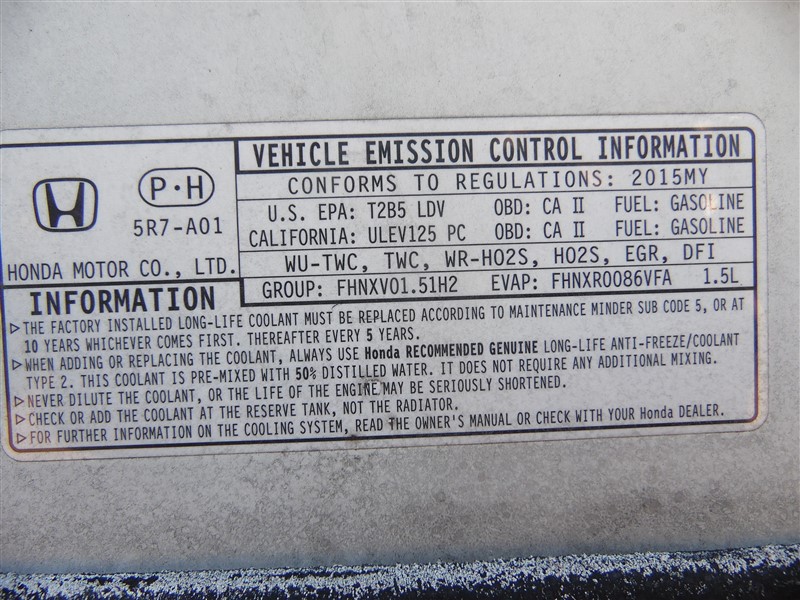 VEHICLE EMISSION CONTROL INFORMATION
P·H
5R7-A01
HONDA MOTOR CO., LTD.
CONFORMS TO REGULATIONS: 2015MY
U.S. EPA: T2B5 LDV OBD: CA II FUEL: GASOLINE
CALIFORNIA: ULEV125 PC OBD: CA II FUEL: GASOLINE
WU-TWC, TWC, WR-HO2S, HO2S, EGR, DFI
GROUP: FHNXV01.51H2 EVAP: FHNXR0086VFA 1.5L
INFORMATION
▷THE FACTORY INSTALLED LONG-LIFE COOLANT MUST BE REPLACED ACCORDING TO MAINTENANCE MINDER SUB CODE 5, OR AT
10 YEARS WHICHEVER COMES FIRST. THEREAFTER EVERY 5 YEARS.
▷WHEN ADDING OR REPLACING THE COOLANT, ALWAYS USE Honda RECOMMENDED GENUINE LONG-LIFE ANTI-FREEZE/COOLANT
TYPE 2. THIS COOLANT IS PRE-MIXED WITH 50% DISTILLED WATER. IT DOES NOT REQUIRE ANY ADDITIONAL MIXING.
▷NEVER DILUTE THE COOLANT, OR THE LIFE OF THE ENGINE MAY BE SERIOUSLY SHORTENED.
▷CHECK OR ADD THE COOLANT AT THE RESERVE TANK, NOT THE RADIATOR.
▷FOR FURTHER INFORMATION ON THE COOLING SYSTEM, READ THE OWNER'S MANUAL OR CHECK WITH YOUR Honda DEALER.